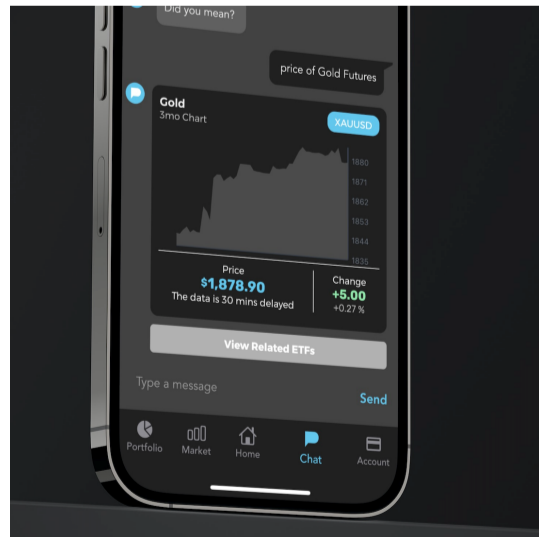 Did you mean?
price of Gold Futures
Gold
3mo Chart
XAUUSD
1880
1871
1862
1853
1844
1835
Price
$1,878.90
The data is 30 mins delayed
Change
+5.00
+0.27 %
View Related ETFs
Type a message
Send
Portfolio
Market
Home
Chat
Account